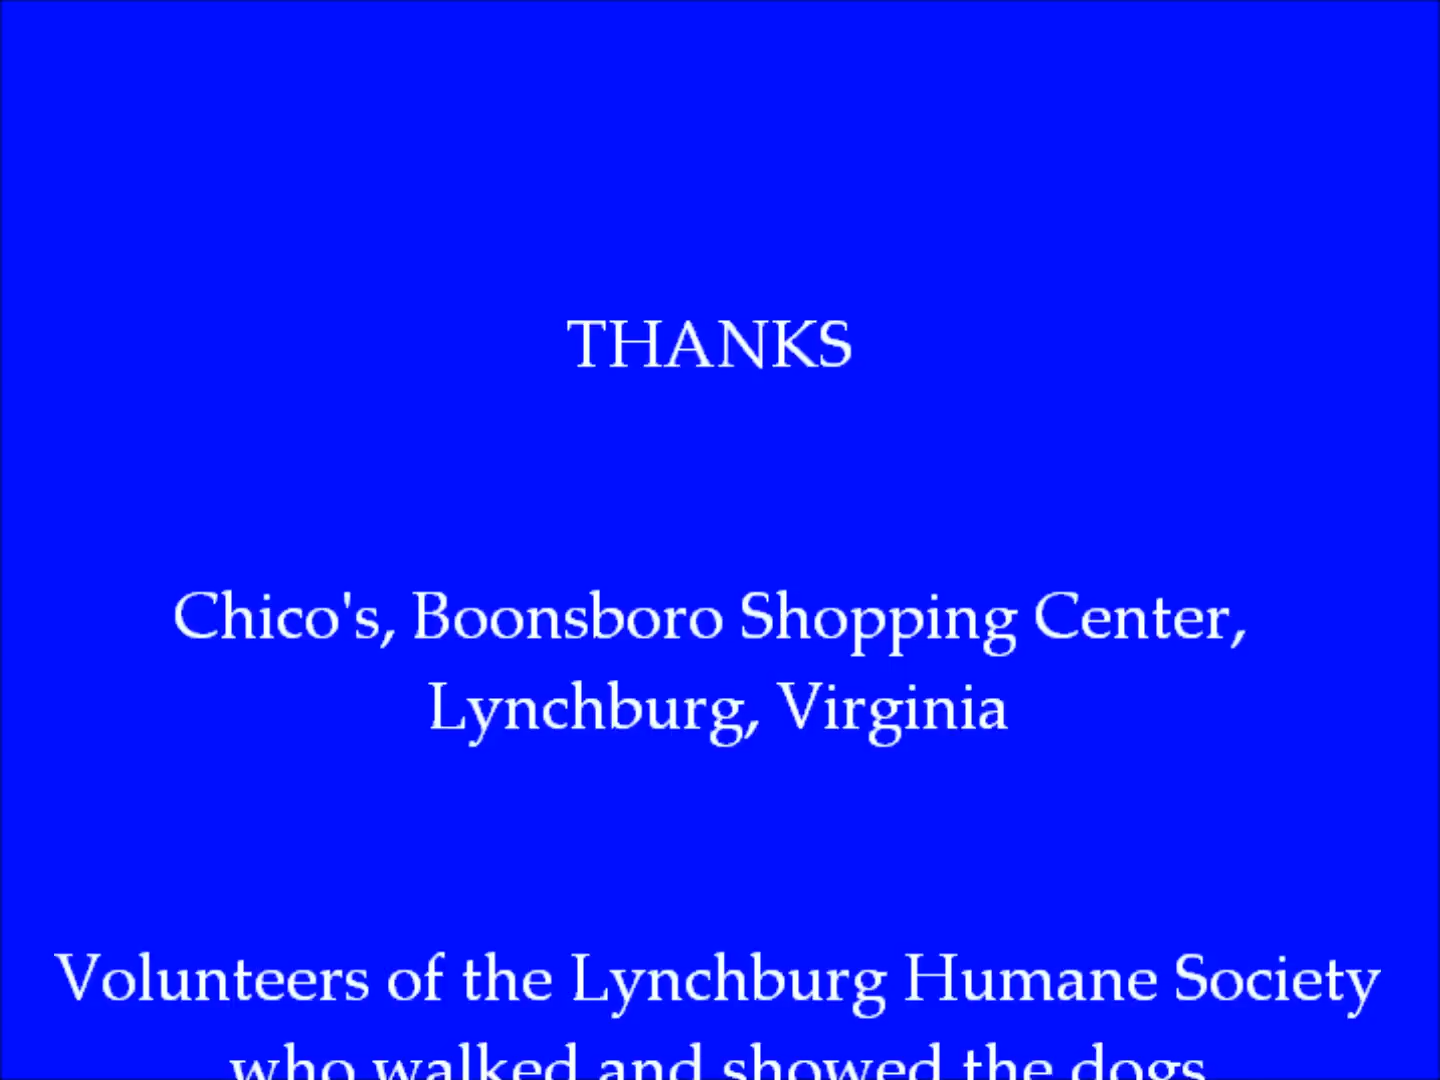 THANKS
Chico's, Boonsboro Shopping Center,
Lynchburg, Virginia
Volunteers of the Lynchburg Humane Society
who walked and showed the dogs